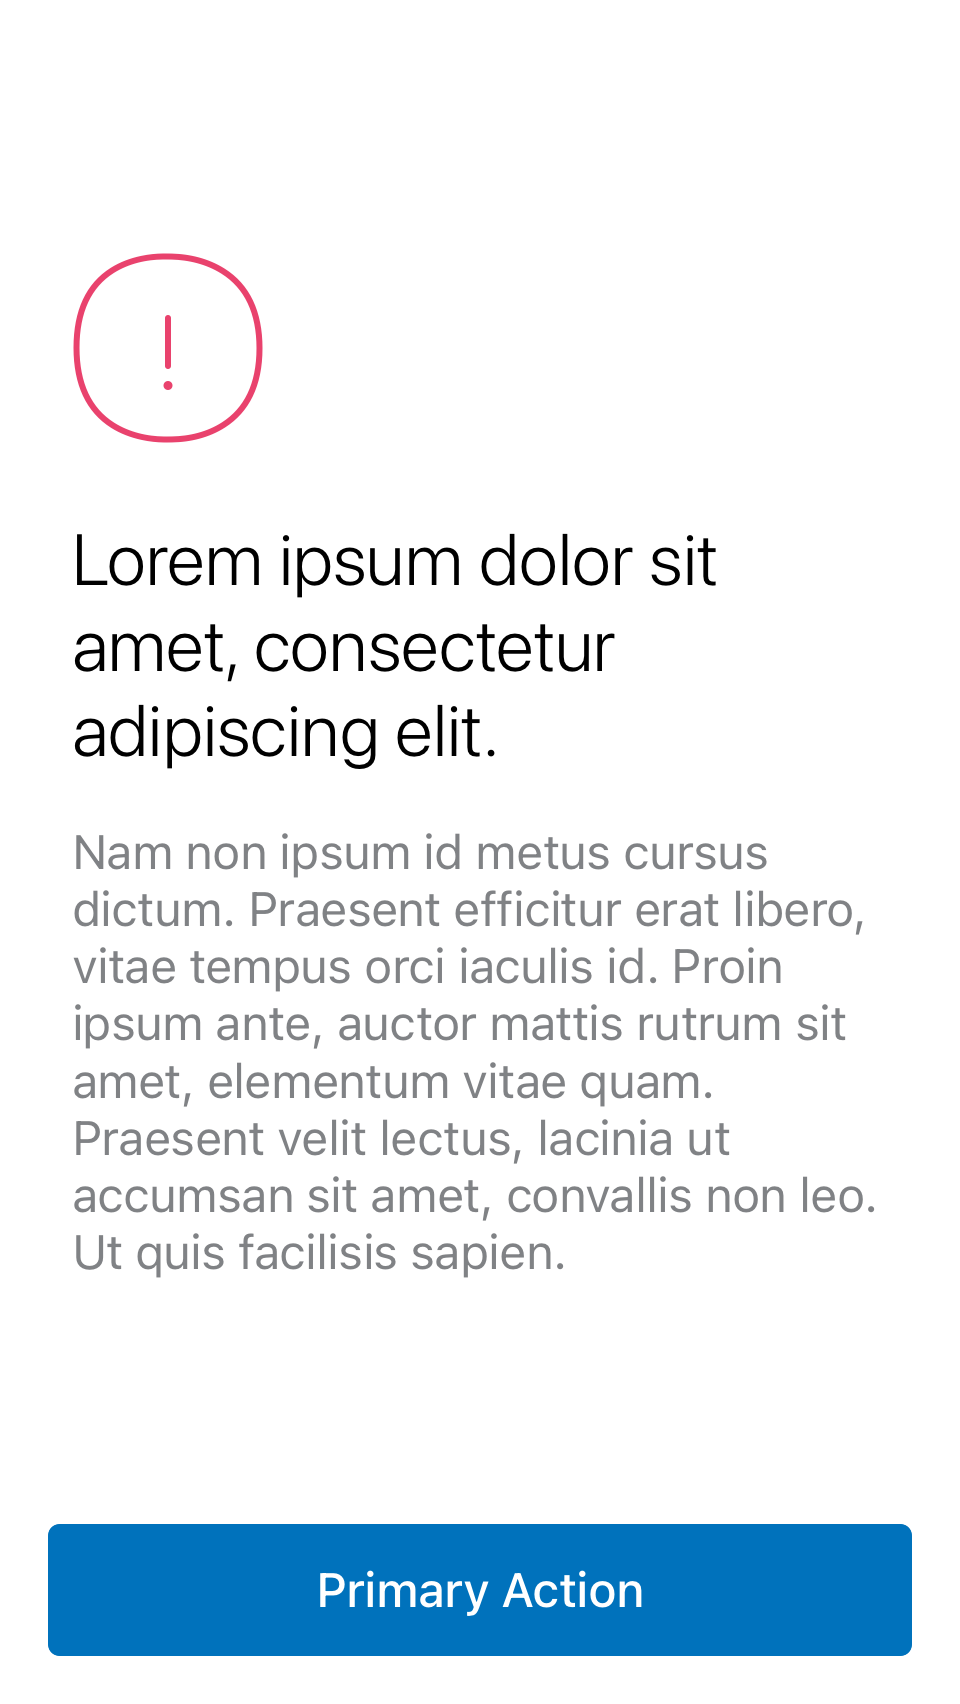 Lorem ipsum dolor sit
amet, consectetur
adipiscing elit.
Nam non ipsum id metus cursus
dictum. Praesent efficitur erat libero,
vitae tempus orci iaculis id. Proin
ipsum ante, auctor mattis rutrum sit
amet, elementum vitae quam.
Praesent velit lectus, lacinia ut
accumsan sit amet, convallis non leo.
Ut quis facilisis sapien.
Primary Action